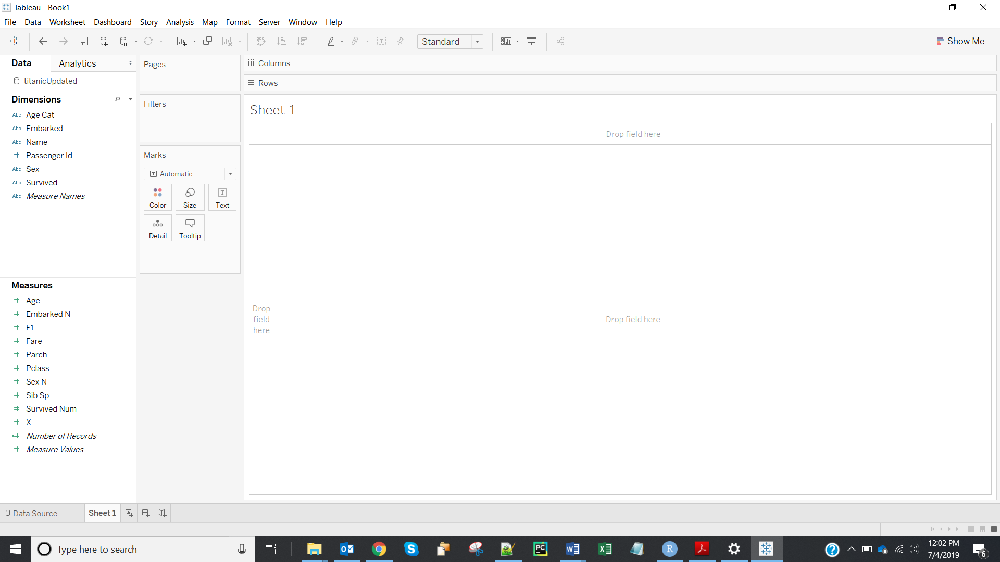 Tableau - Book1
File Data Worksheet Dashboard Story Analysis Map Format Server Window Help
Standard
Show Me
Data Analytics
titanicUpdated
Dimensions
Abc Age Cat
Abc Embarked
Abc Name
# Passenger Id
Abc Sex
Abc Survived
Abc Measure Names
Measures
# Age
# Embarked N
# F1
# Fare
# Parch
# Pclass
# Sex N
# Sib Sp
# Survived Num
# X
=# Number of Records
# Measure Values
Pages
Filters
Marks
T Automatic
Color Size T Text
Detail Tooltip
Columns
Rows
Sheet 1
Drop field here
Drop
field
here
Drop field here
Data Source Sheet 1
Type here to search
PC
R
12:02 PM
7/4/2019
6